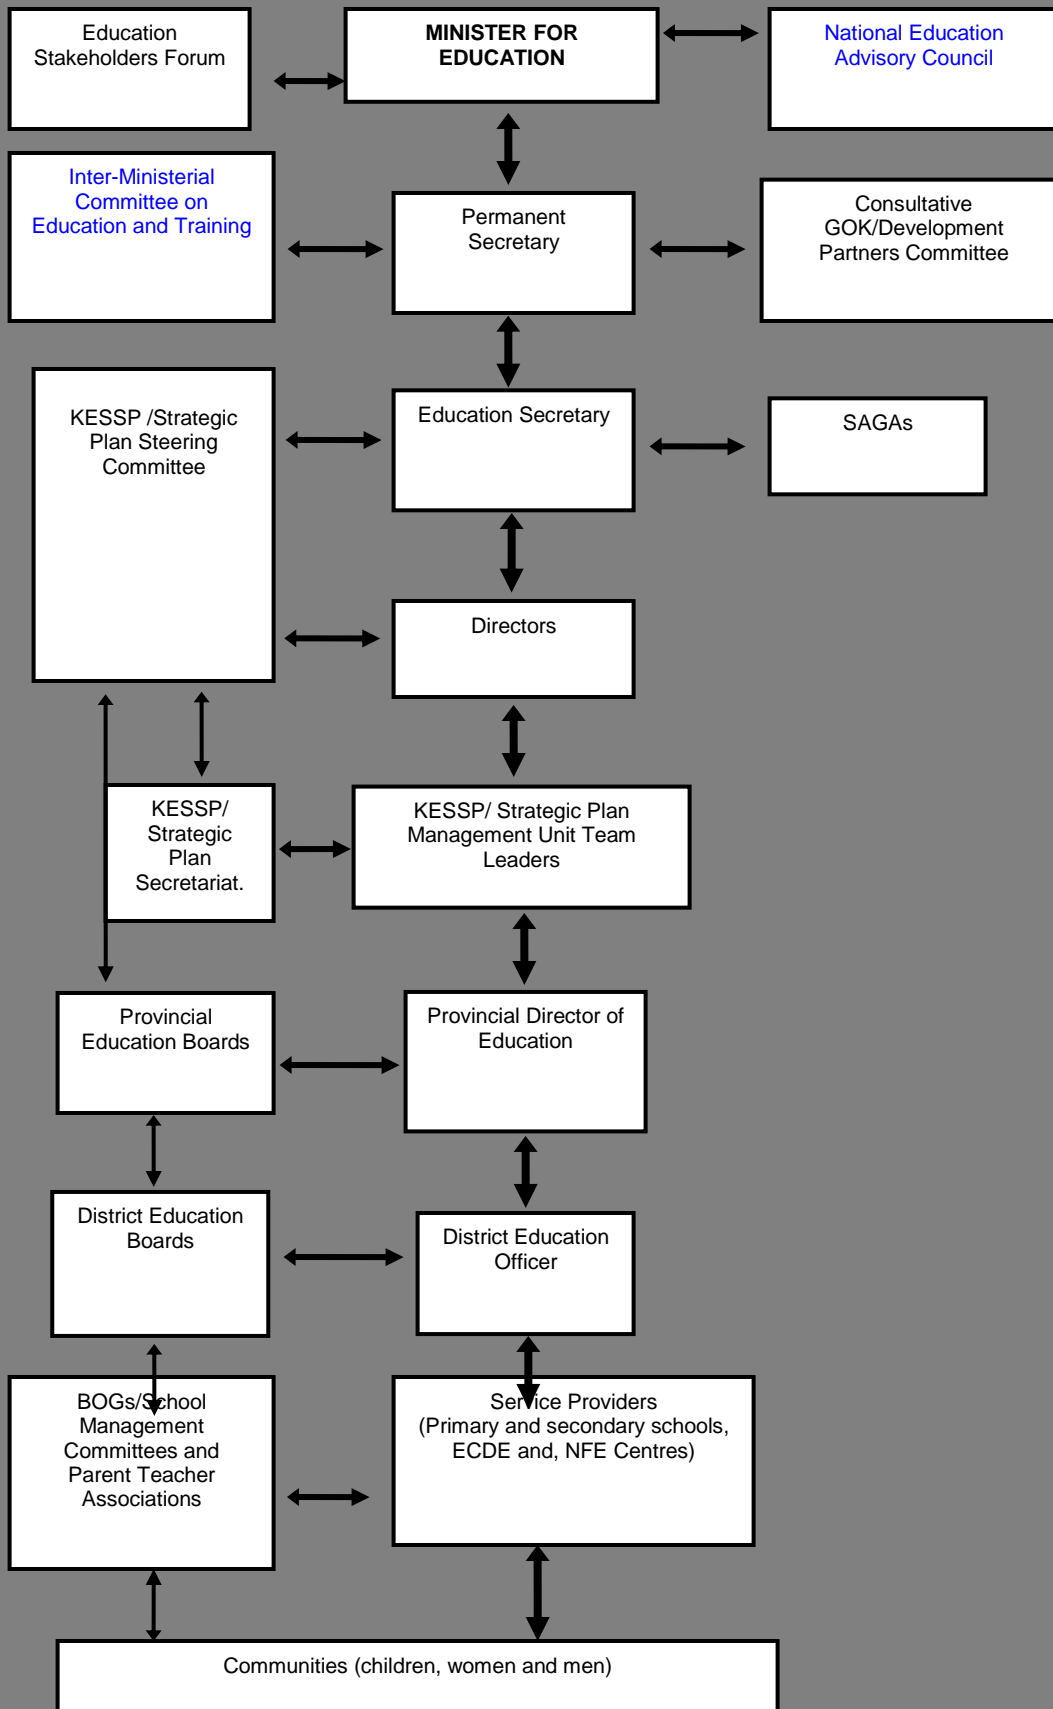 Education
Stakeholders Forum
MINISTER FOR
EDUCATION
National Education
Advisory Council
Inter-Ministerial
Committee on
Education and Training
Permanent
Secretary
Consultative
GOK/Development
Partners Committee
KESSP /Strategic
Plan Steering
Committee
Education Secretary
SAGAs
Directors
KESSP/
Strategic
Plan
Secretariat.
KESSP/ Strategic Plan
Management Unit Team
Leaders
Provincial
Education Boards
Provincial Director of
Education
District Education
Boards
District Education
Officer
BOGs/School
Management
Committees and
Parent Teacher
Associations
Service Providers
(Primary and secondary schools,
ECDE and, NFE Centres)
Communities (children, women and men)